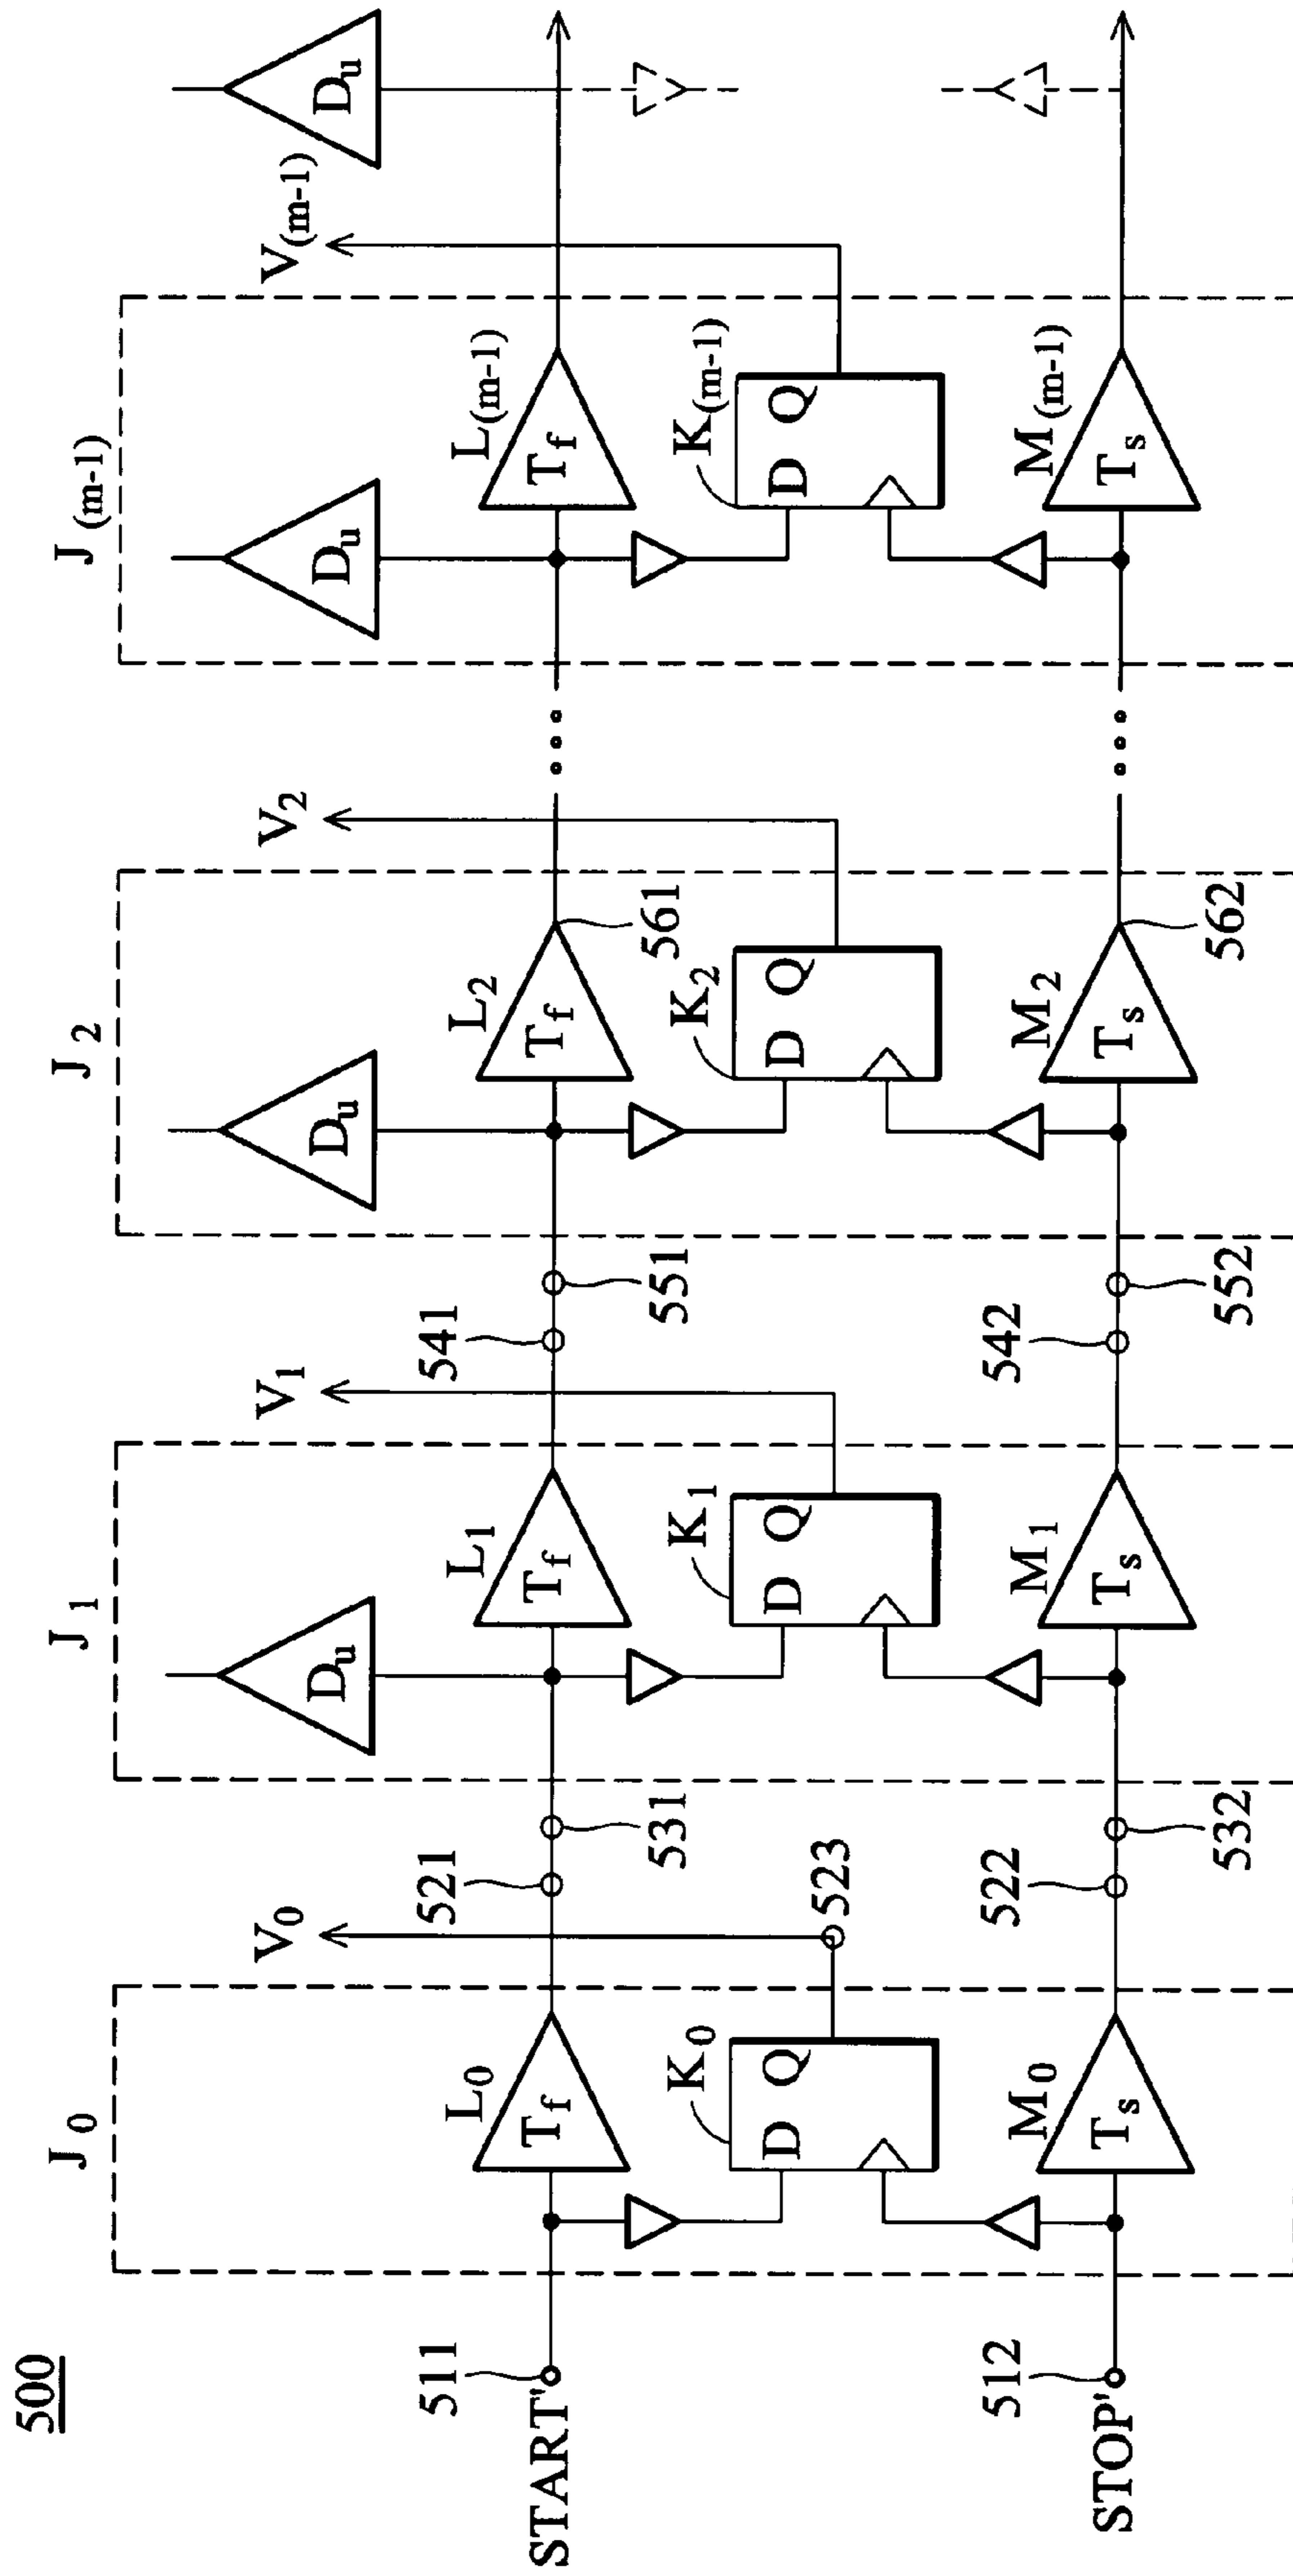 500
J0
J1
J2
J(m-1)
V0
V1
V2
V(m-1)
Du
Du
Du
Du
START'
511
L0
Tf
521
531
L1
Tf
541
551
L2
Tf
561
L(m-1)
Tf
K0
D Q
523
K1
D Q
K2
D Q
K(m-1)
D Q
STOP'
512
M0
Ts
522
532
M1
Ts
542
552
M2
Ts
562
M(m-1)
Ts